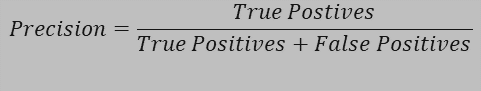 Precision = True Postives / True Positives + False Positives